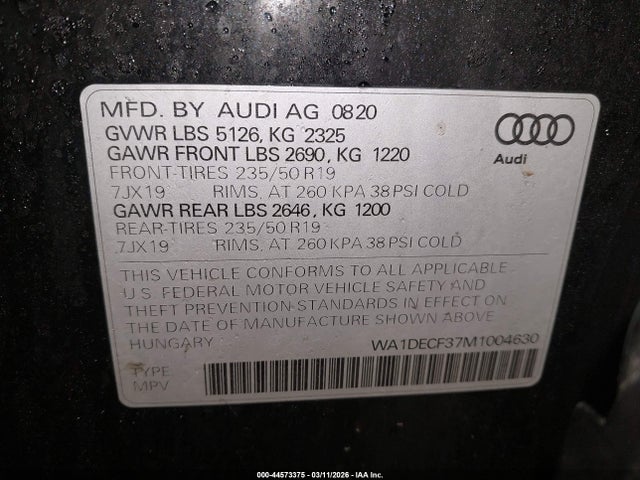 MFD. BY AUDI AG 0820
GVWR LBS 5126, KG 2325
GAWR FRONT LBS 2690, KG 1220
FRONT-TIRES 235/50 R19
7JX19 RIMS, AT 260 KPA 38 PSI COLD
GAWR REAR LBS 2646, KG 1200
REAR-TIRES 235/50 R19
7JX19 RIMS, AT 260 KPA 38 PSI COLD
Audi
THIS VEHICLE CONFORMS TO ALL APPLICABLE
U.S. FEDERAL MOTOR VEHICLE SAFETY AND
THEFT PREVENTION-STANDARDS IN EFFECT ON
THE DATE OF MANUFACTURE SHOWN ABOVE
HUNGARY WA1DECF37M1004630
TYPE
MPV
000-44573375 - 03/11/2026 - IAA Inc.